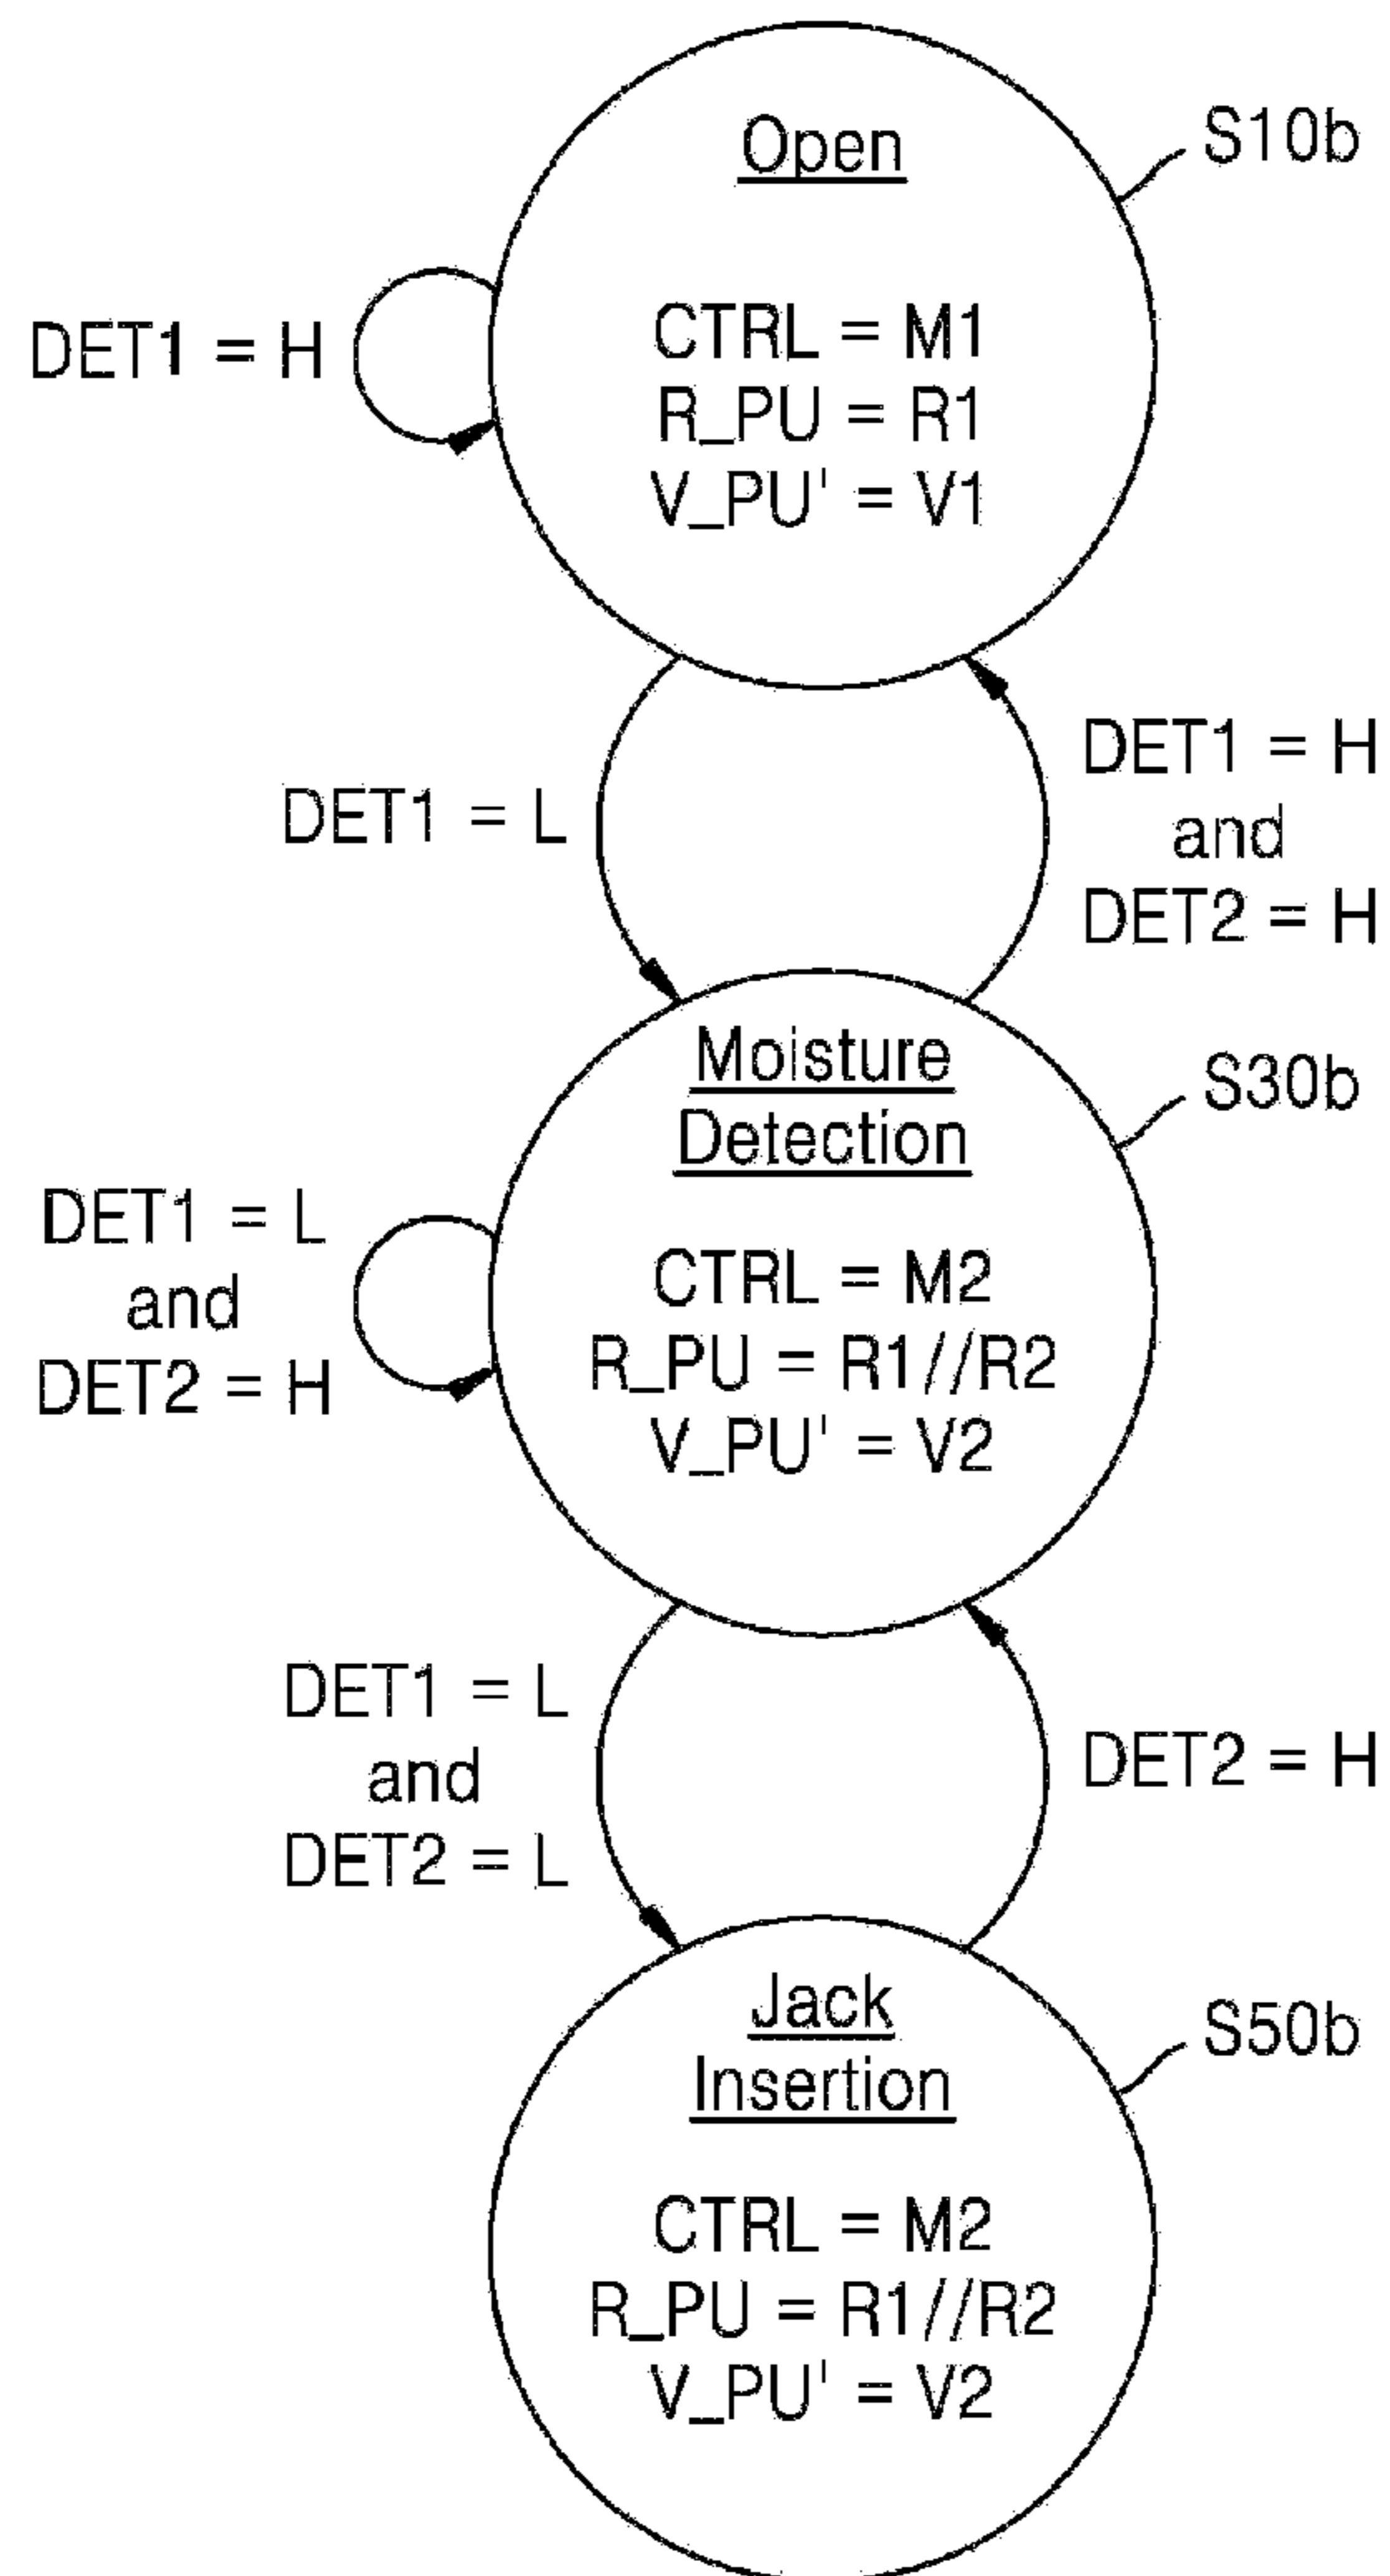 Open
S10b
CTRL = M1
R_PU = R1
V_PU' = V1
DET1 = H
DET1 = L
DET1 = H
and
DET2 = H
Moisture
Detection
S30b
CTRL = M2
R_PU = R1//R2
V_PU' = V2
DET1 = L
and
DET2 = H
DET1 = L
and
DET2 = L
DET2 = H
Jack
Insertion
S50b
CTRL = M2
R_PU = R1//R2
V_PU' = V2